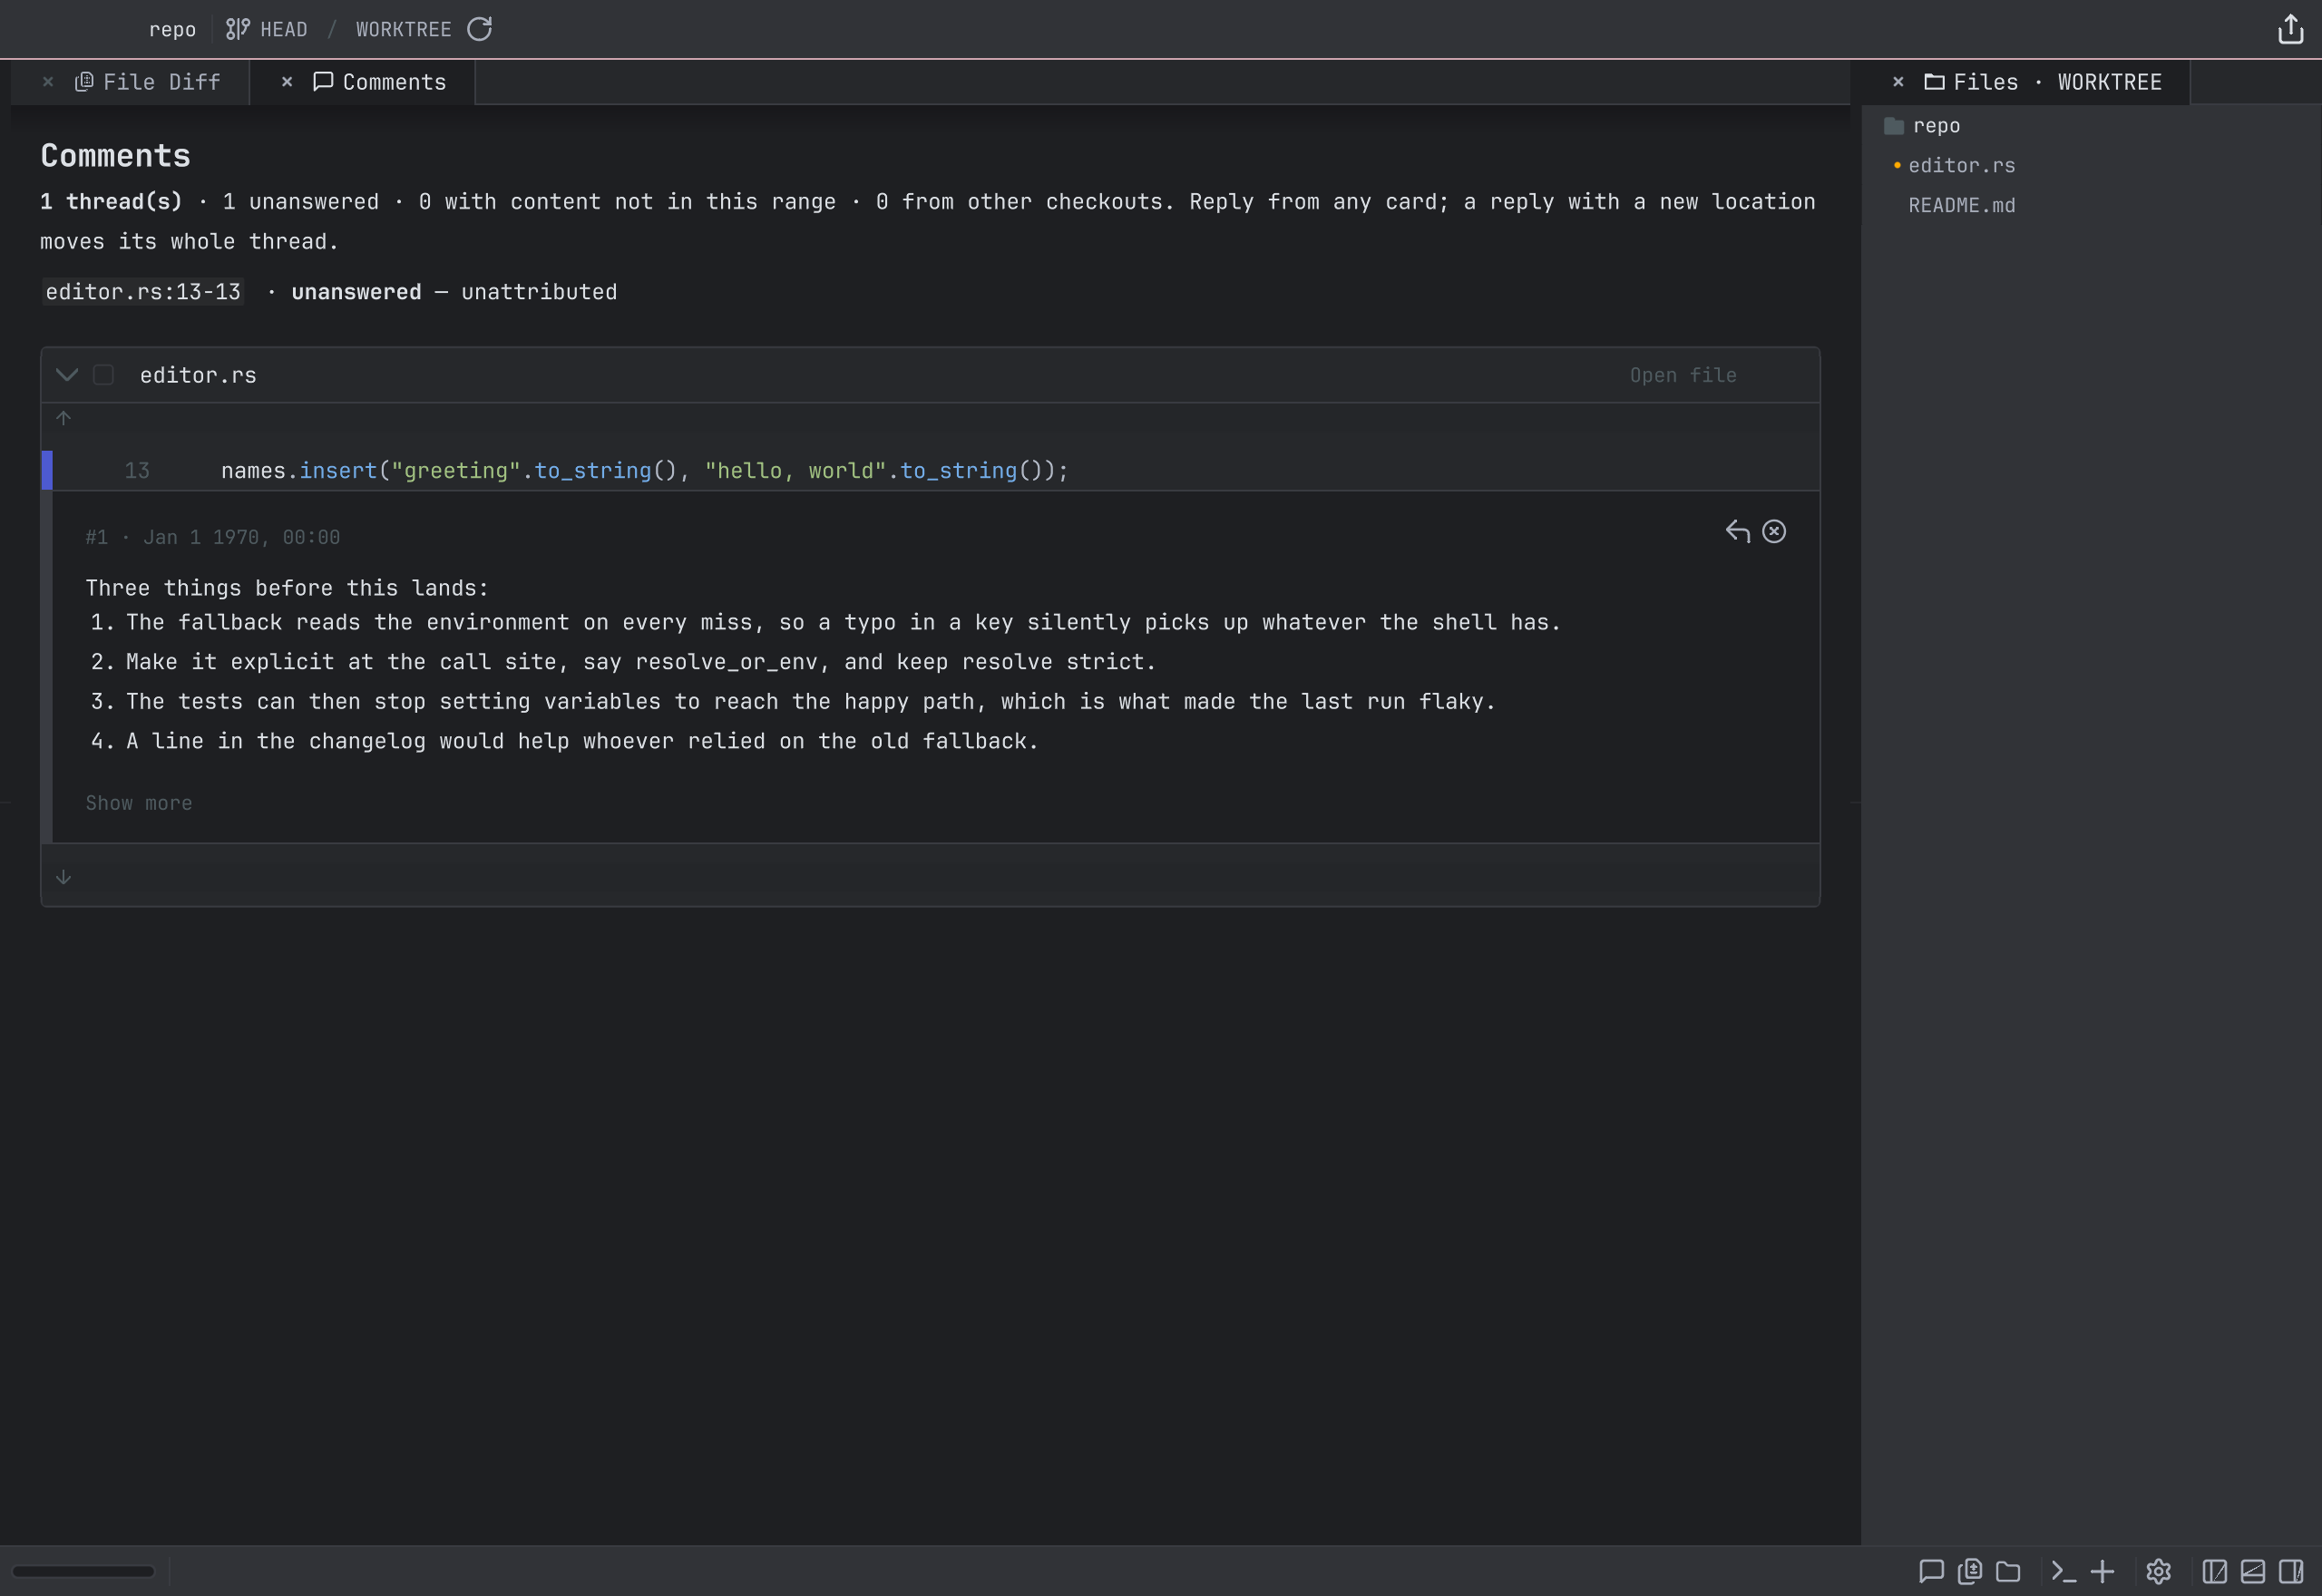 repo HEAD / WORKTREE
File Diff
Comments
Files · WORKTREE
repo
editor.rs
README.md
Comments
1 thread(s) · 1 unanswered · 0 with content not in this range · 0 from other checkouts. Reply from any card; a reply with a new location
moves its whole thread.
editor.rs:13-13 · unanswered — unattributed
editor.rs Open file
13 names.insert("greeting".to_string(), "hello, world".to_string());
#1 · Jan 1 1970, 00:00
Three things before this lands:
1. The fallback reads the environment on every miss, so a typo in a key silently picks up whatever the shell has.
2. Make it explicit at the call site, say resolve_or_env, and keep resolve strict.
3. The tests can then stop setting variables to reach the happy path, which is what made the last run flaky.
4. A line in the changelog would help whoever relied on the old fallback.
Show more